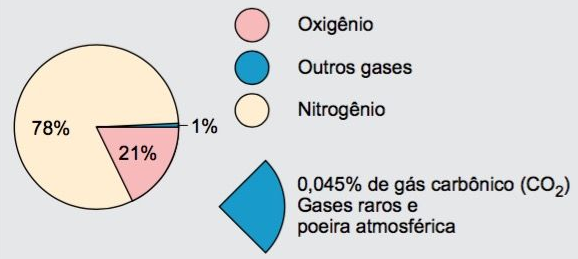 Oxigênio
Outros gases
Nitrogênio
78%
1%
21%
0,045% de gás carbônico (CO₂)
Gases raros e
poeira atmosférica